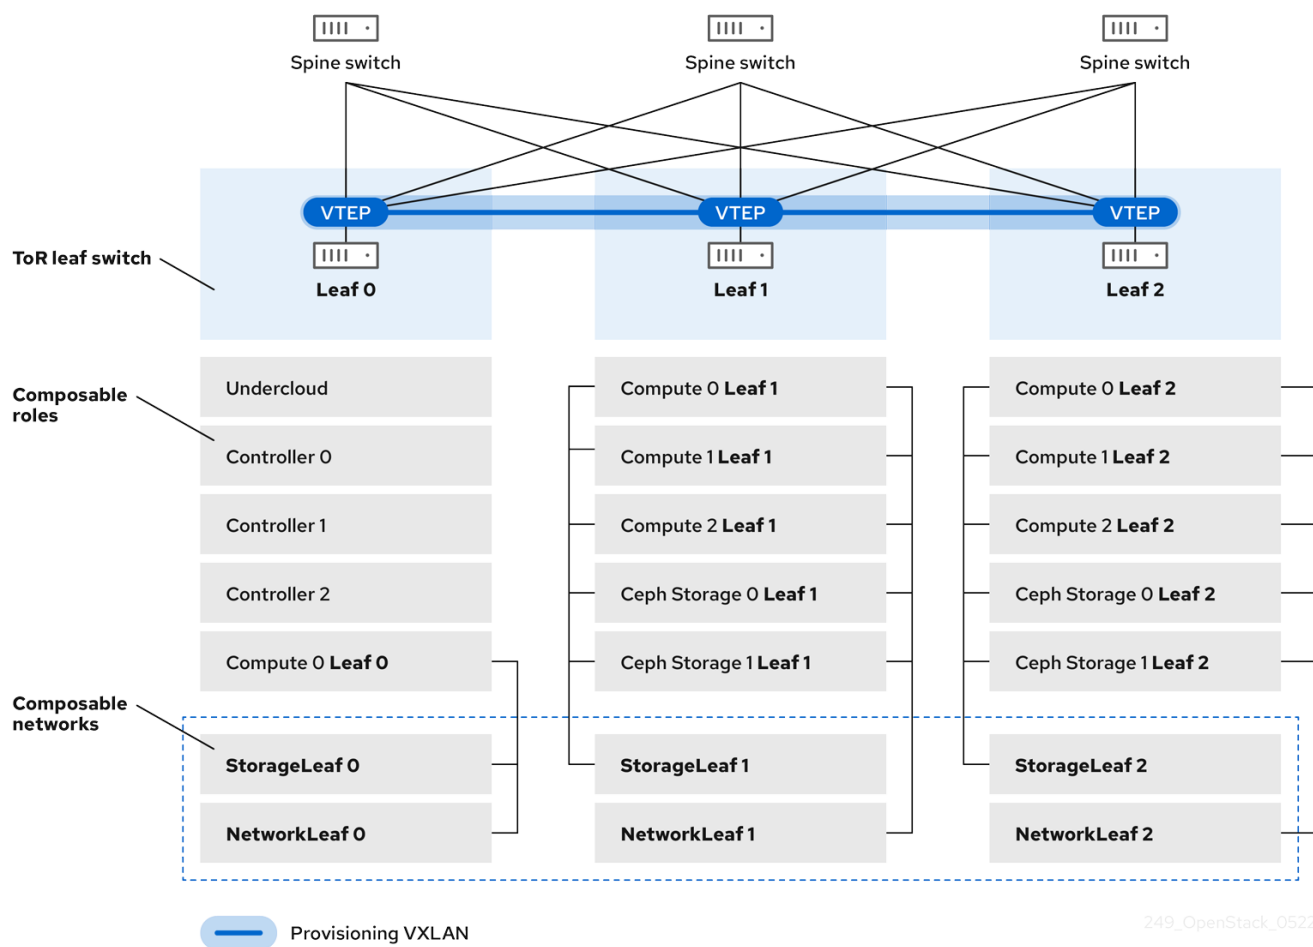 Spine switch
Spine switch
Spine switch
VTEP
VTEP
VTEP
ToR leaf switch
Leaf 0
Leaf 1
Leaf 2
Composable
roles
Undercloud
Controller 0
Controller 1
Controller 2
Compute 0 Leaf 0
Compute 0 Leaf 1
Compute 1 Leaf 1
Compute 2 Leaf 1
Ceph Storage 0 Leaf 1
Ceph Storage 1 Leaf 1
Compute 0 Leaf 2
Compute 1 Leaf 2
Compute 2 Leaf 2
Ceph Storage 0 Leaf 2
Ceph Storage 1 Leaf 2
Composable
networks
StorageLeaf 0
NetworkLeaf 0
StorageLeaf 1
NetworkLeaf 1
StorageLeaf 2
NetworkLeaf 2
Provisioning VXLAN
249_OpenStack_0522